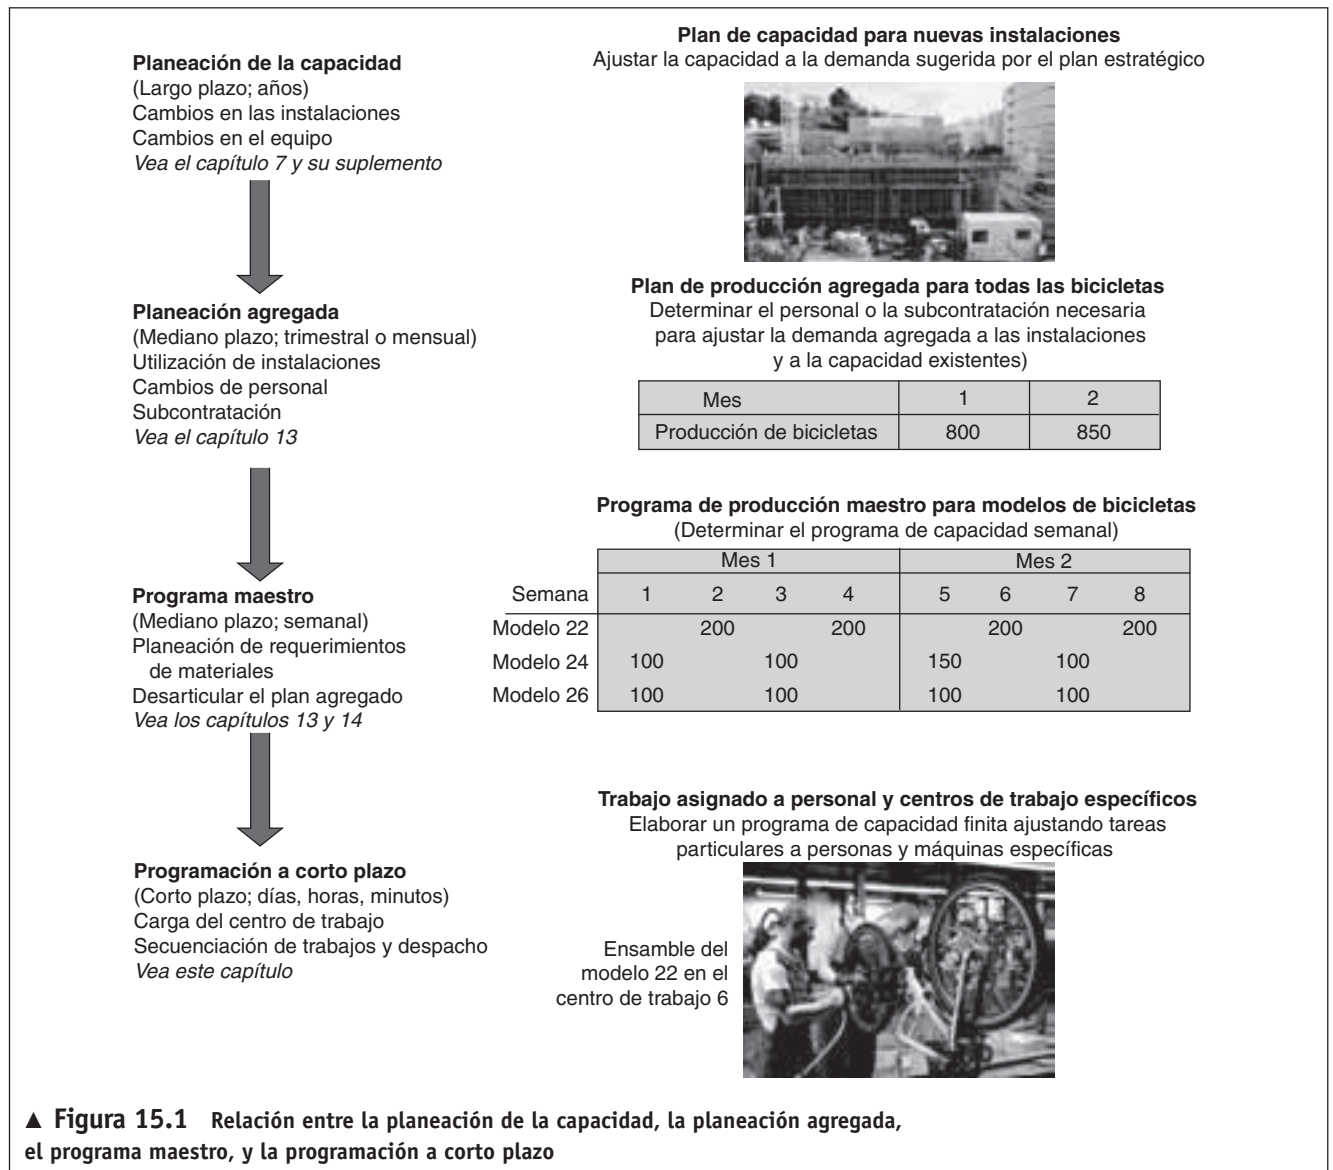 Planeación de la capacidad
(Largo plazo; años)
Cambios en las instalaciones
Cambios en el equipo
Vea el capítulo 7 y su suplemento
Plan de capacidad para nuevas instalaciones
Ajustar la capacidad a la demanda sugerida por el plan estratégico
Planeación agregada
(Mediano plazo; trimestral o mensual)
Utilización de instalaciones
Cambios de personal
Subcontratación
Vea el capítulo 13
Plan de producción agregada para todas las bicicletas
Determinar el personal o la subcontratación necesaria
para ajustar la demanda agregada a las instalaciones
y a la capacidad existentes)
Mes 1 2
Producción de bicicletas 800 850
Programa maestro
(Mediano plazo; semanal)
Planeación de requerimientos
de materiales
Desarticular el plan agregado
Vea los capítulos 13 y 14
Programa de producción maestro para modelos de bicicletas
(Determinar el programa de capacidad semanal)
Mes 1 Mes 2
Semana 1 2 3 4 5 6 7 8
Modelo 22 200 200 200 200
Modelo 24 100 100 150 100
Modelo 26 100 100 100 100
Programación a corto plazo
(Corto plazo; días, horas, minutos)
Carga del centro de trabajo
Secuenciación de trabajos y despacho
Vea este capítulo
Trabajo asignado a personal y centros de trabajo específicos
Elaborar un programa de capacidad finita ajustando tareas
particulares a personas y máquinas específicas
Ensamble del
modelo 22 en el
centro de trabajo 6
▲ Figura 15.1 Relación entre la planeación de la capacidad, la planeación agregada,
el programa maestro, y la programación a corto plazo